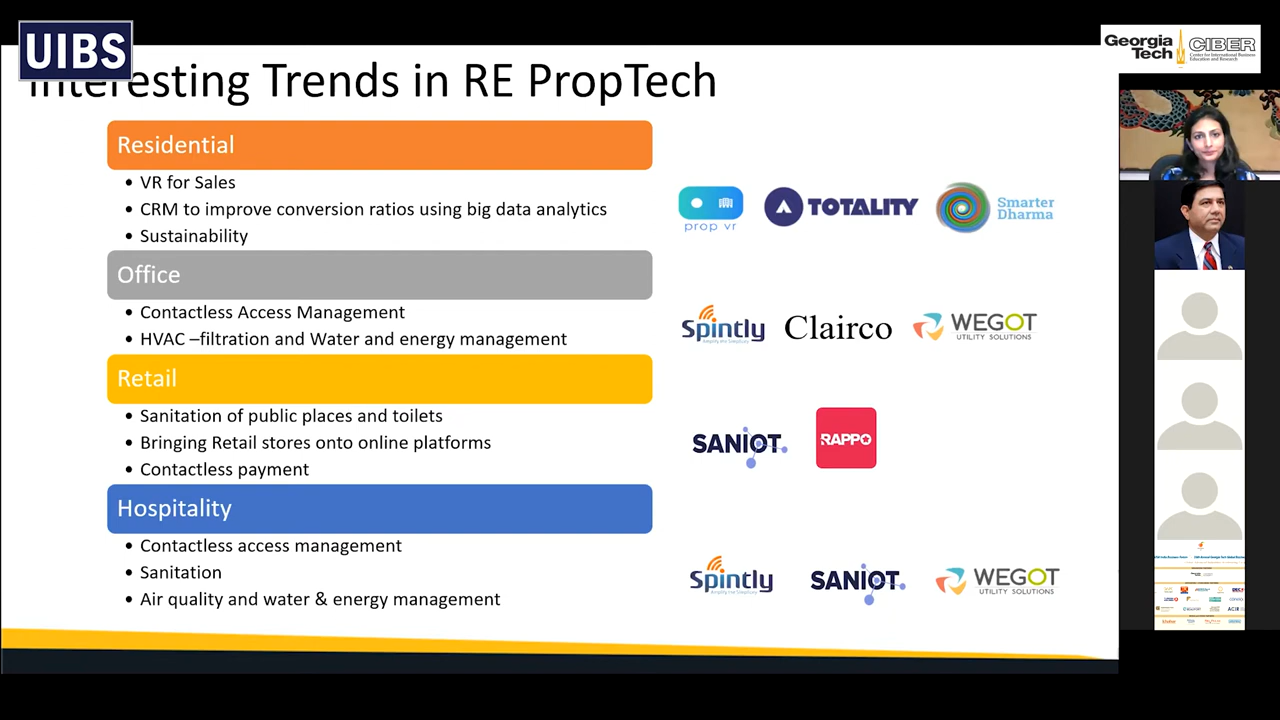 UIBS
Georgia
Tech
CIBER
Center for International Business
Education and Research
Interesting Trends in RE PropTech
Residential
• VR for Sales
• CRM to improve conversion ratios using big data analytics
• Sustainability
prop vr
TOTALITY
Smarter
Dharma
Office
• Contactless Access Management
• HVAC –filtration and Water and energy management
Spintly
Clairco
WEGOT
UTILITY SOLUTIONS
Retail
• Sanitation of public places and toilets
• Bringing Retail stores onto online platforms
• Contactless payment
SANIOT
RAPPO
Hospitality
• Contactless access management
• Sanitation
• Air quality and water & energy management
Spintly
SANIOT
WEGOT
UTILITY SOLUTIONS